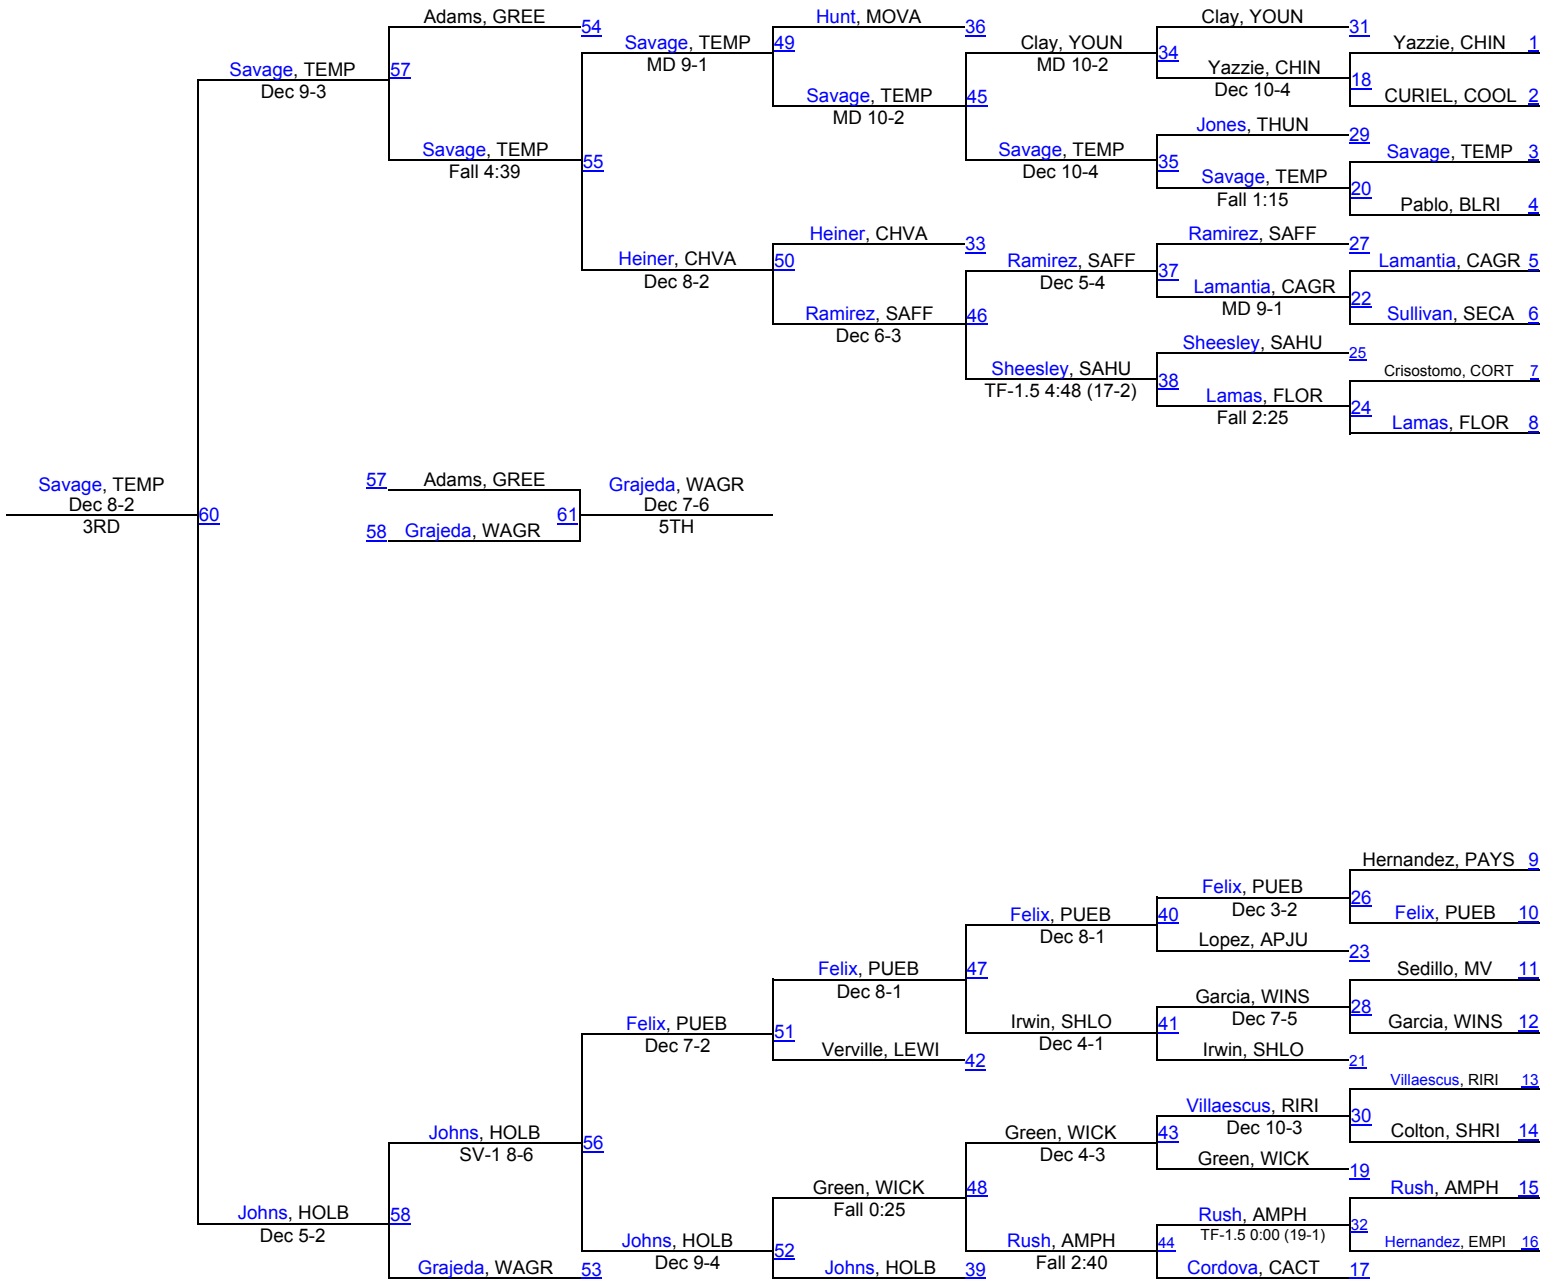 Adams, GREE
54
Hunt, MOVA
36
Clay, YOUN
31
Savage, TEMP
49
MD 9-1
Clay, YOUN
34
MD 10-2
Yazzie, CHIN 1
Savage, TEMP
57
Dec 9-3
Yazzie, CHIN
18
Dec 10-4
Savage, TEMP
45
MD 10-2
CURIEL, COOL 2
Jones, THUN
29
Savage, TEMP
55
Fall 4:39
Savage, TEMP
35
Dec 10-4
Savage, TEMP 3
Savage, TEMP
20
Fall 1:15
Pablo, BLRI 4
Heiner, CHVA
33
Ramirez, SAFF
27
Heiner, CHVA
50
Dec 8-2
Ramirez, SAFF
37
Dec 5-4
Lamantia, CAGR 5
Lamantia, CAGR
22
MD 9-1
Ramirez, SAFF
46
Dec 6-3
Sullivan, SECA 6
Sheesley, SAHU
25
Sheesley, SAHU
38
TF-1.5 4:48 (17-2)
Crisostomo, CORT 7
Lamas, FLOR
24
Fall 2:25
Lamas, FLOR 8
Savage, TEMP
Dec 8-2
60
3RD
57 Adams, GREE
Grajeda, WAGR
Dec 7-6
61
5TH
58 Grajeda, WAGR
Hernandez, PAYS 9
Felix, PUEB
26
Dec 3-2
Felix, PUEB
40
Dec 8-1
Felix, PUEB 10
Lopez, APJU
23
Felix, PUEB
47
Dec 8-1
Sedillo, MV 11
Garcia, WINS
28
Dec 7-5
Felix, PUEB
51
Dec 7-2
Irwin, SHLO
41
Dec 4-1
Garcia, WINS 12
Verville, LEWI
42
Irwin, SHLO
21
Villaescus, RIRI 13
Villaescus, RIRI
30
Dec 10-3
Johns, HOLB
56
SV-1 8-6
Green, WICK
43
Dec 4-3
Colton, SHRI 14
Green, WICK
19
Green, WICK
48
Fall 0:25
Rush, AMPH 15
Johns, HOLB
58
Dec 5-2
Rush, AMPH
32
TF-1.5 0:00 (19-1)
Johns, HOLB
52
Dec 9-4
Rush, AMPH
44
Fall 2:40
Hernandez, EMPI 16
Grajeda, WAGR
53
Johns, HOLB
39
Cordova, CACT
17